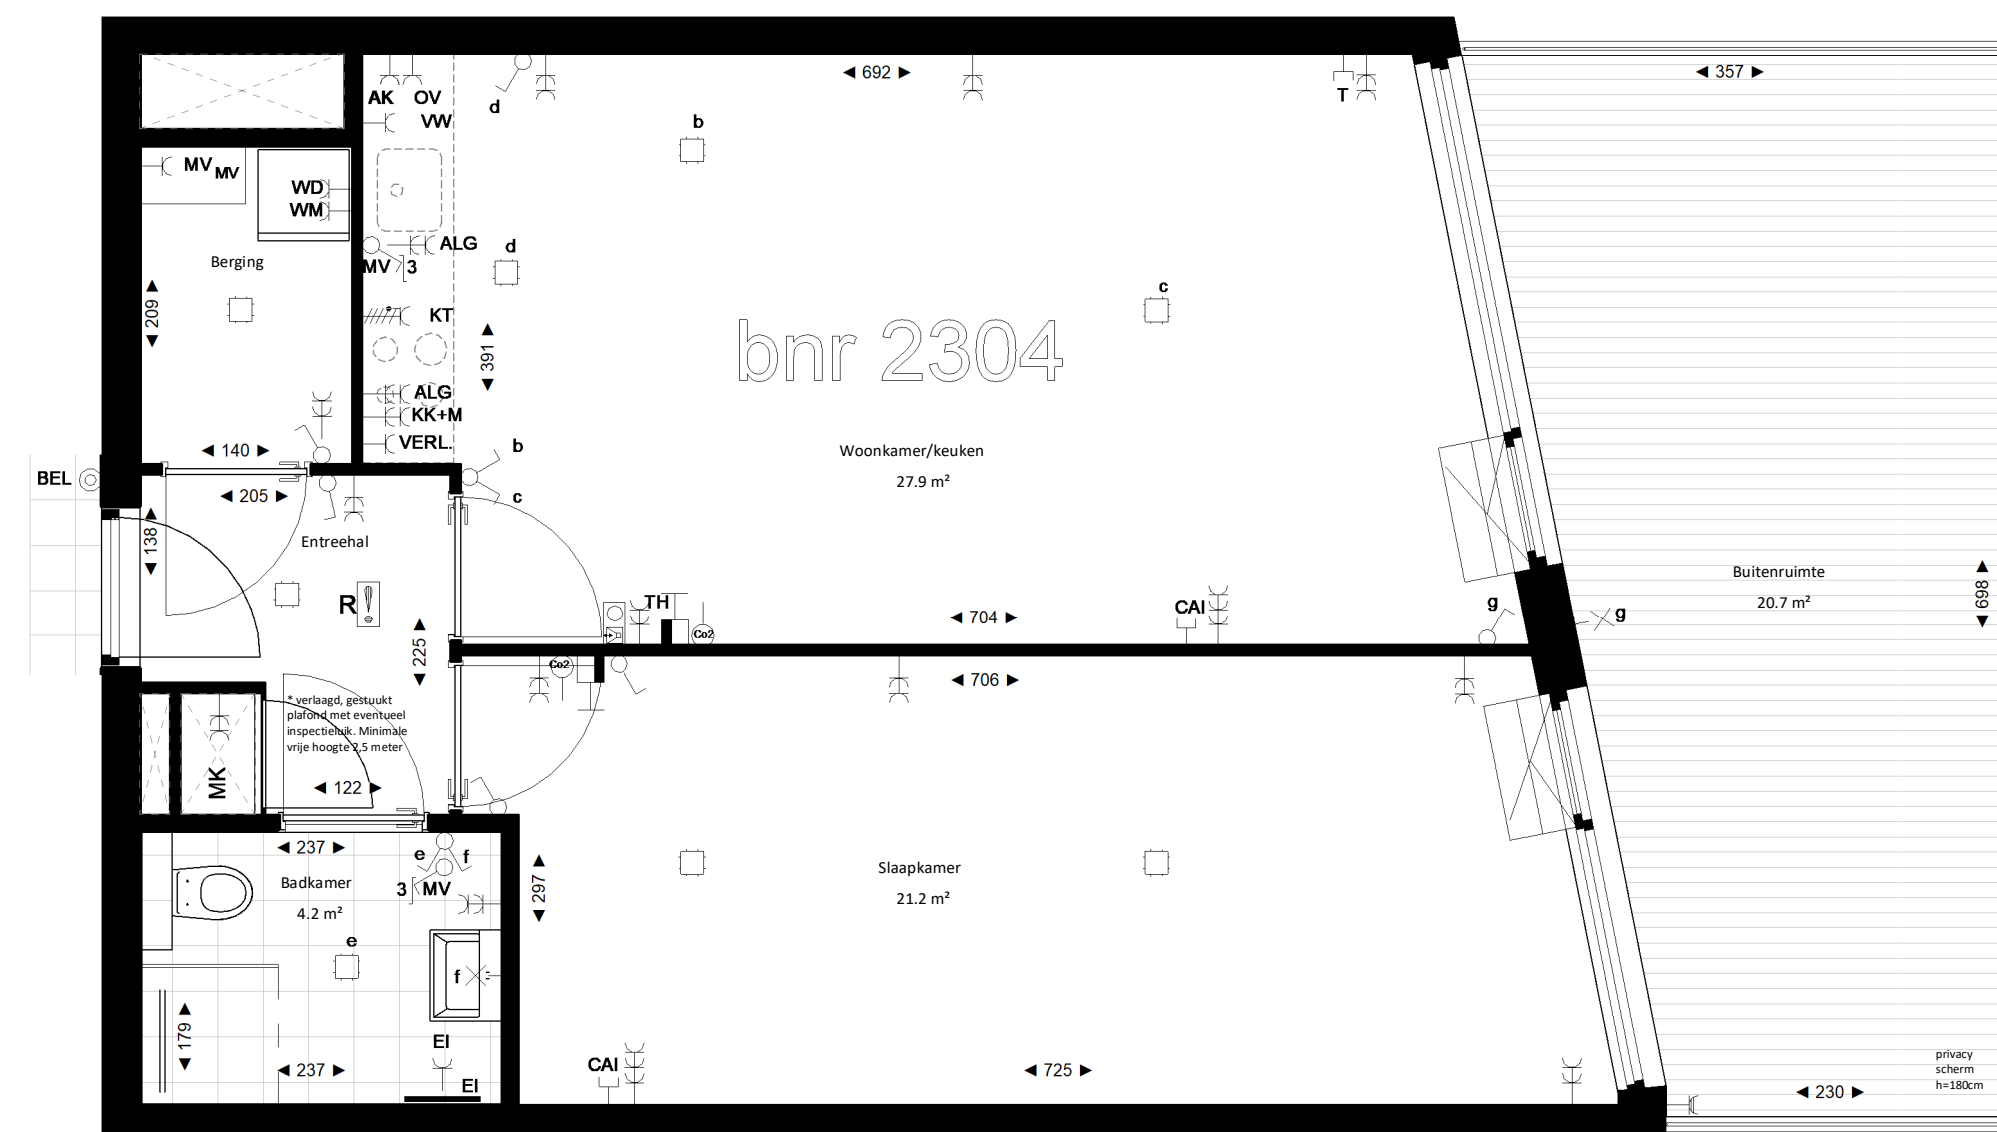 ◄ 692 ►
◄ 357 ►
AK OV
VW
d
T
b
MV MV
WD
WM
ALG
d
MV 3
Berging
c
◄ 209 ►
KT
bnr 2304
◄ 391 ►
ALG
KK+M
VERL.
b
◄ 140 ►
Woonkamer/keuken
27.9 m²
BEL
◄ 205 ►
c
◄ 138 ►
Entreehal
R
Buitenruimte
20.7 m²
◄ 698 ►
TH
Co2
◄ 704 ►
CAI
g
g
◄ 225 ►
Co2
◄ 706 ►
* verlaagd, gestuukt
plafond met eventueel
inspectieluik. Minimale
vrije hoogte 2,5 meter
MK
◄ 122 ►
◄ 237 ►
e f
3 MV
Badkamer
4.2 m²
◄ 297 ►
Slaapkamer
21.2 m²
e
f
◄ 179 ►
EI
◄ 237 ►
EI
CAI
◄ 725 ►
privacy
scherm
h=180cm
◄ 230 ►